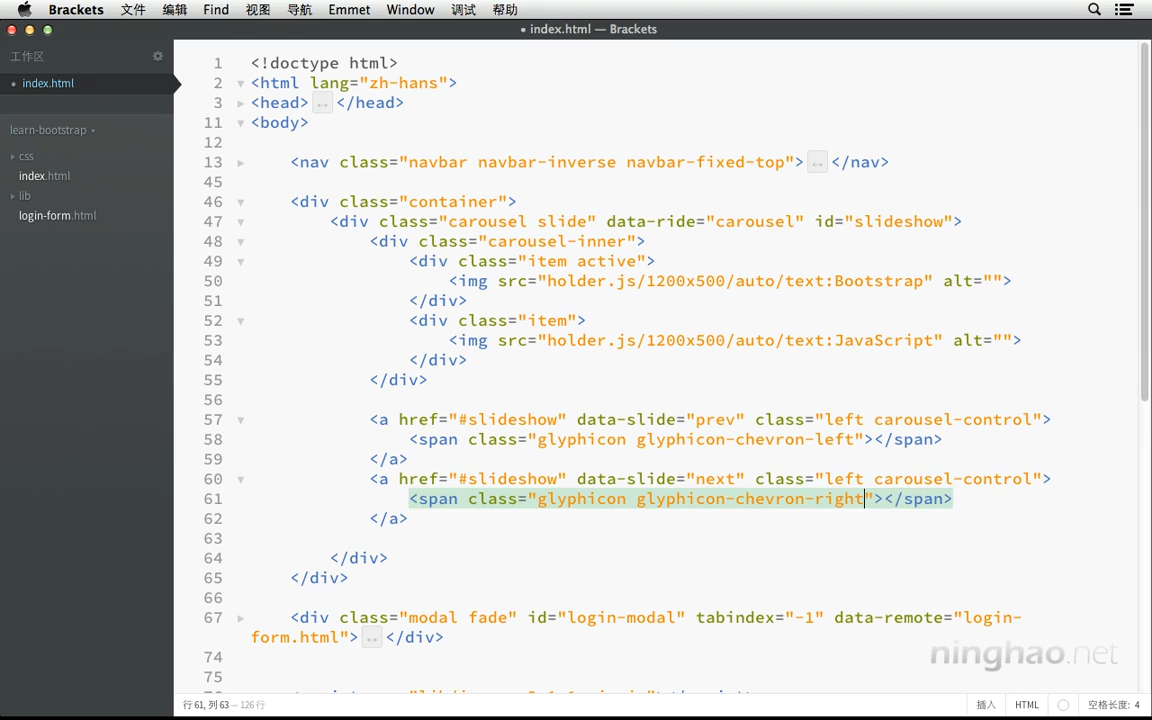 Brackets 文件 编辑 Find 视图 导航 Emmet Window 调试 帮助
• index.html — Brackets
工作区
• index.html
learn-bootstrap
css
index.html
lib
login-form.html
1 <!doctype html>
2 <html lang="zh-hans">
3 <head> ↔ </head>
11 <body>
12
13 <nav class="navbar navbar-inverse navbar-fixed-top"> ↔ </nav>
45
46 <div class="container">
47 <div class="carousel slide" data-ride="carousel" id="slideshow">
48 <div class="carousel-inner">
49 <div class="item active">
50 <img src="holder.js/1200x500/auto/text:Bootstrap" alt="">
51 </div>
52 <div class="item">
53 <img src="holder.js/1200x500/auto/text:JavaScript" alt="">
54 </div>
55 </div>
56
57 <a href="#slideshow" data-slide="prev" class="left carousel-control">
58 <span class="glyphicon glyphicon-chevron-left"></span>
59 </a>
60 <a href="#slideshow" data-slide="next" class="left carousel-control">
61 <span class="glyphicon glyphicon-chevron-right"></span>
62 </a>
63
64 </div>
65 </div>
66
67 <div class="modal fade" id="login-modal" tabindex="-1" data-remote="login-
form.html"> ↔ </div>
74
75
ninghao.net
行 61, 列 63 — 126 行
插入 HTML 空格长度: 4